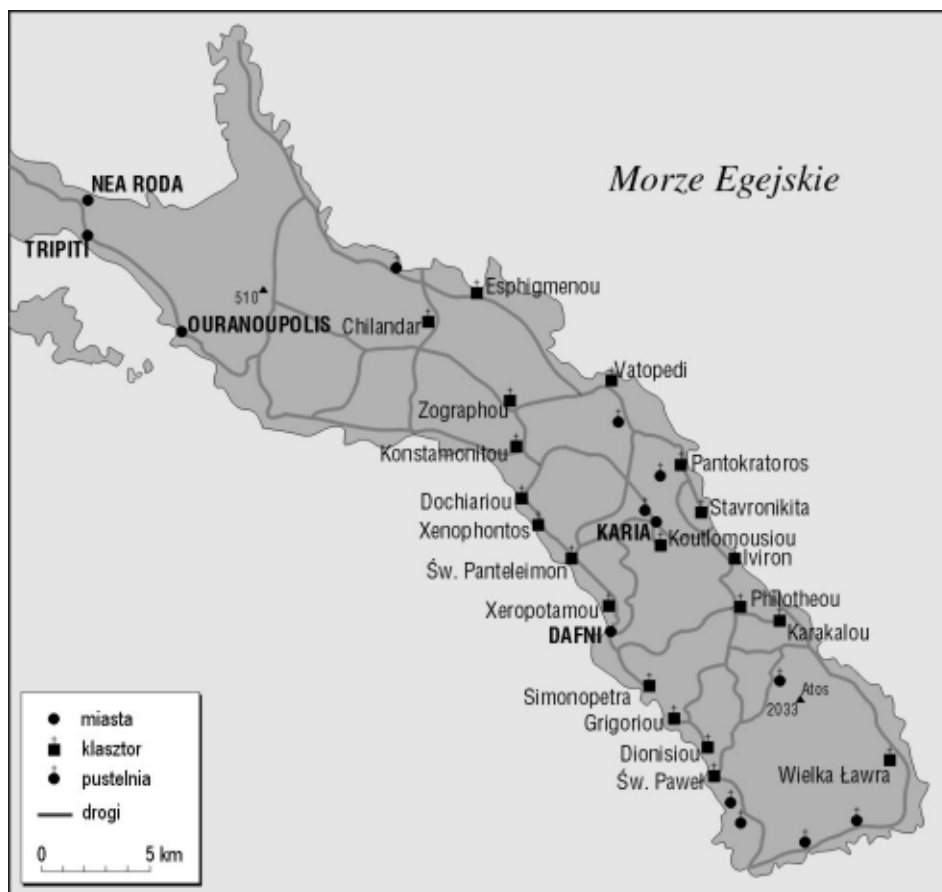 Morze Egejskie
NEA RODA
TRIPITI
510
OURANOUPOLIS
Esphigmenou
Chilandar
Vatopedi
Zographou
Konstamonitou
Pantokratoros
Dochiariou
Stavronikita
Xenophontos
KARIA
Koutlomousiou
Iviron
Św. Panteleimon
Xeropotamou
Philotheou
DAFNI
Karakalou
Simonopetra
Atos
2033
Grigoriou
Dionisiou
Św. Paweł
Wielka Ławra
miasta
klasztor
pustelnia
drogi
0 5 km